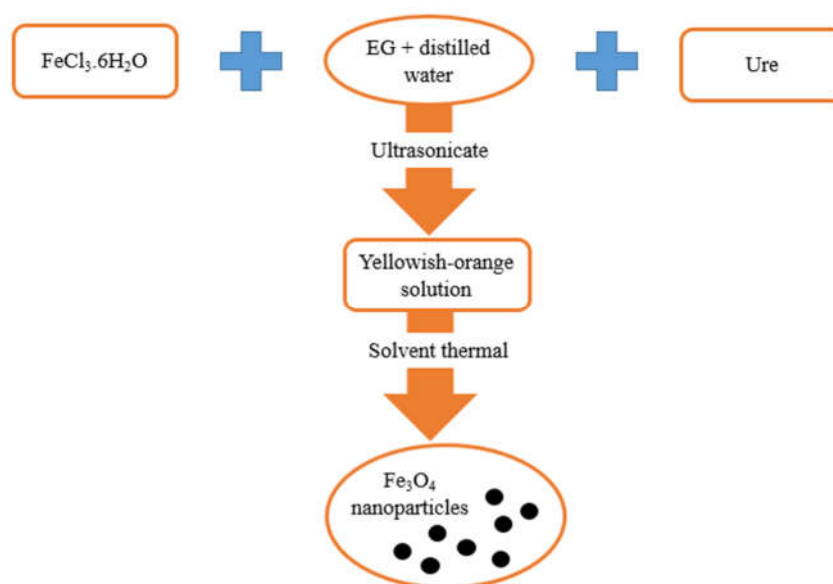 FeCl₃.6H₂O
EG + distilled
water
Ure
Ultrasonicate
Yellowish-orange
solution
Solvent thermal
Fe₃O₄
nanoparticles